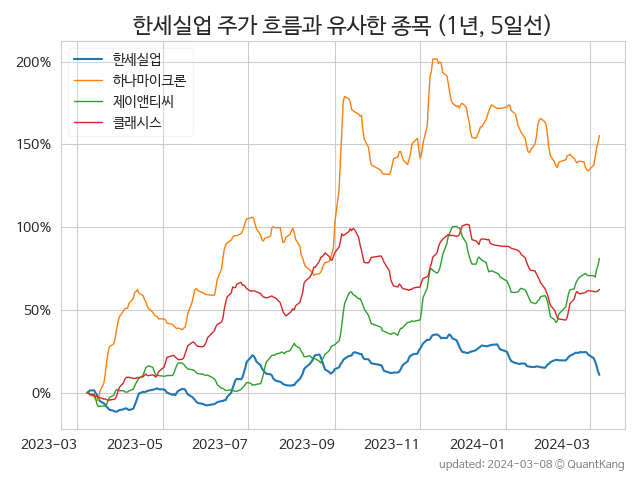 한세실업 주가 흐름과 유사한 종목 (1년, 5일선)
한세실업
하나마이크론
제이앤티씨
클래시스
200%
150%
100%
50%
0%
2023-03 2023-05 2023-07 2023-09 2023-11 2024-01 2024-03
updated: 2024-03-08 © QuantKang